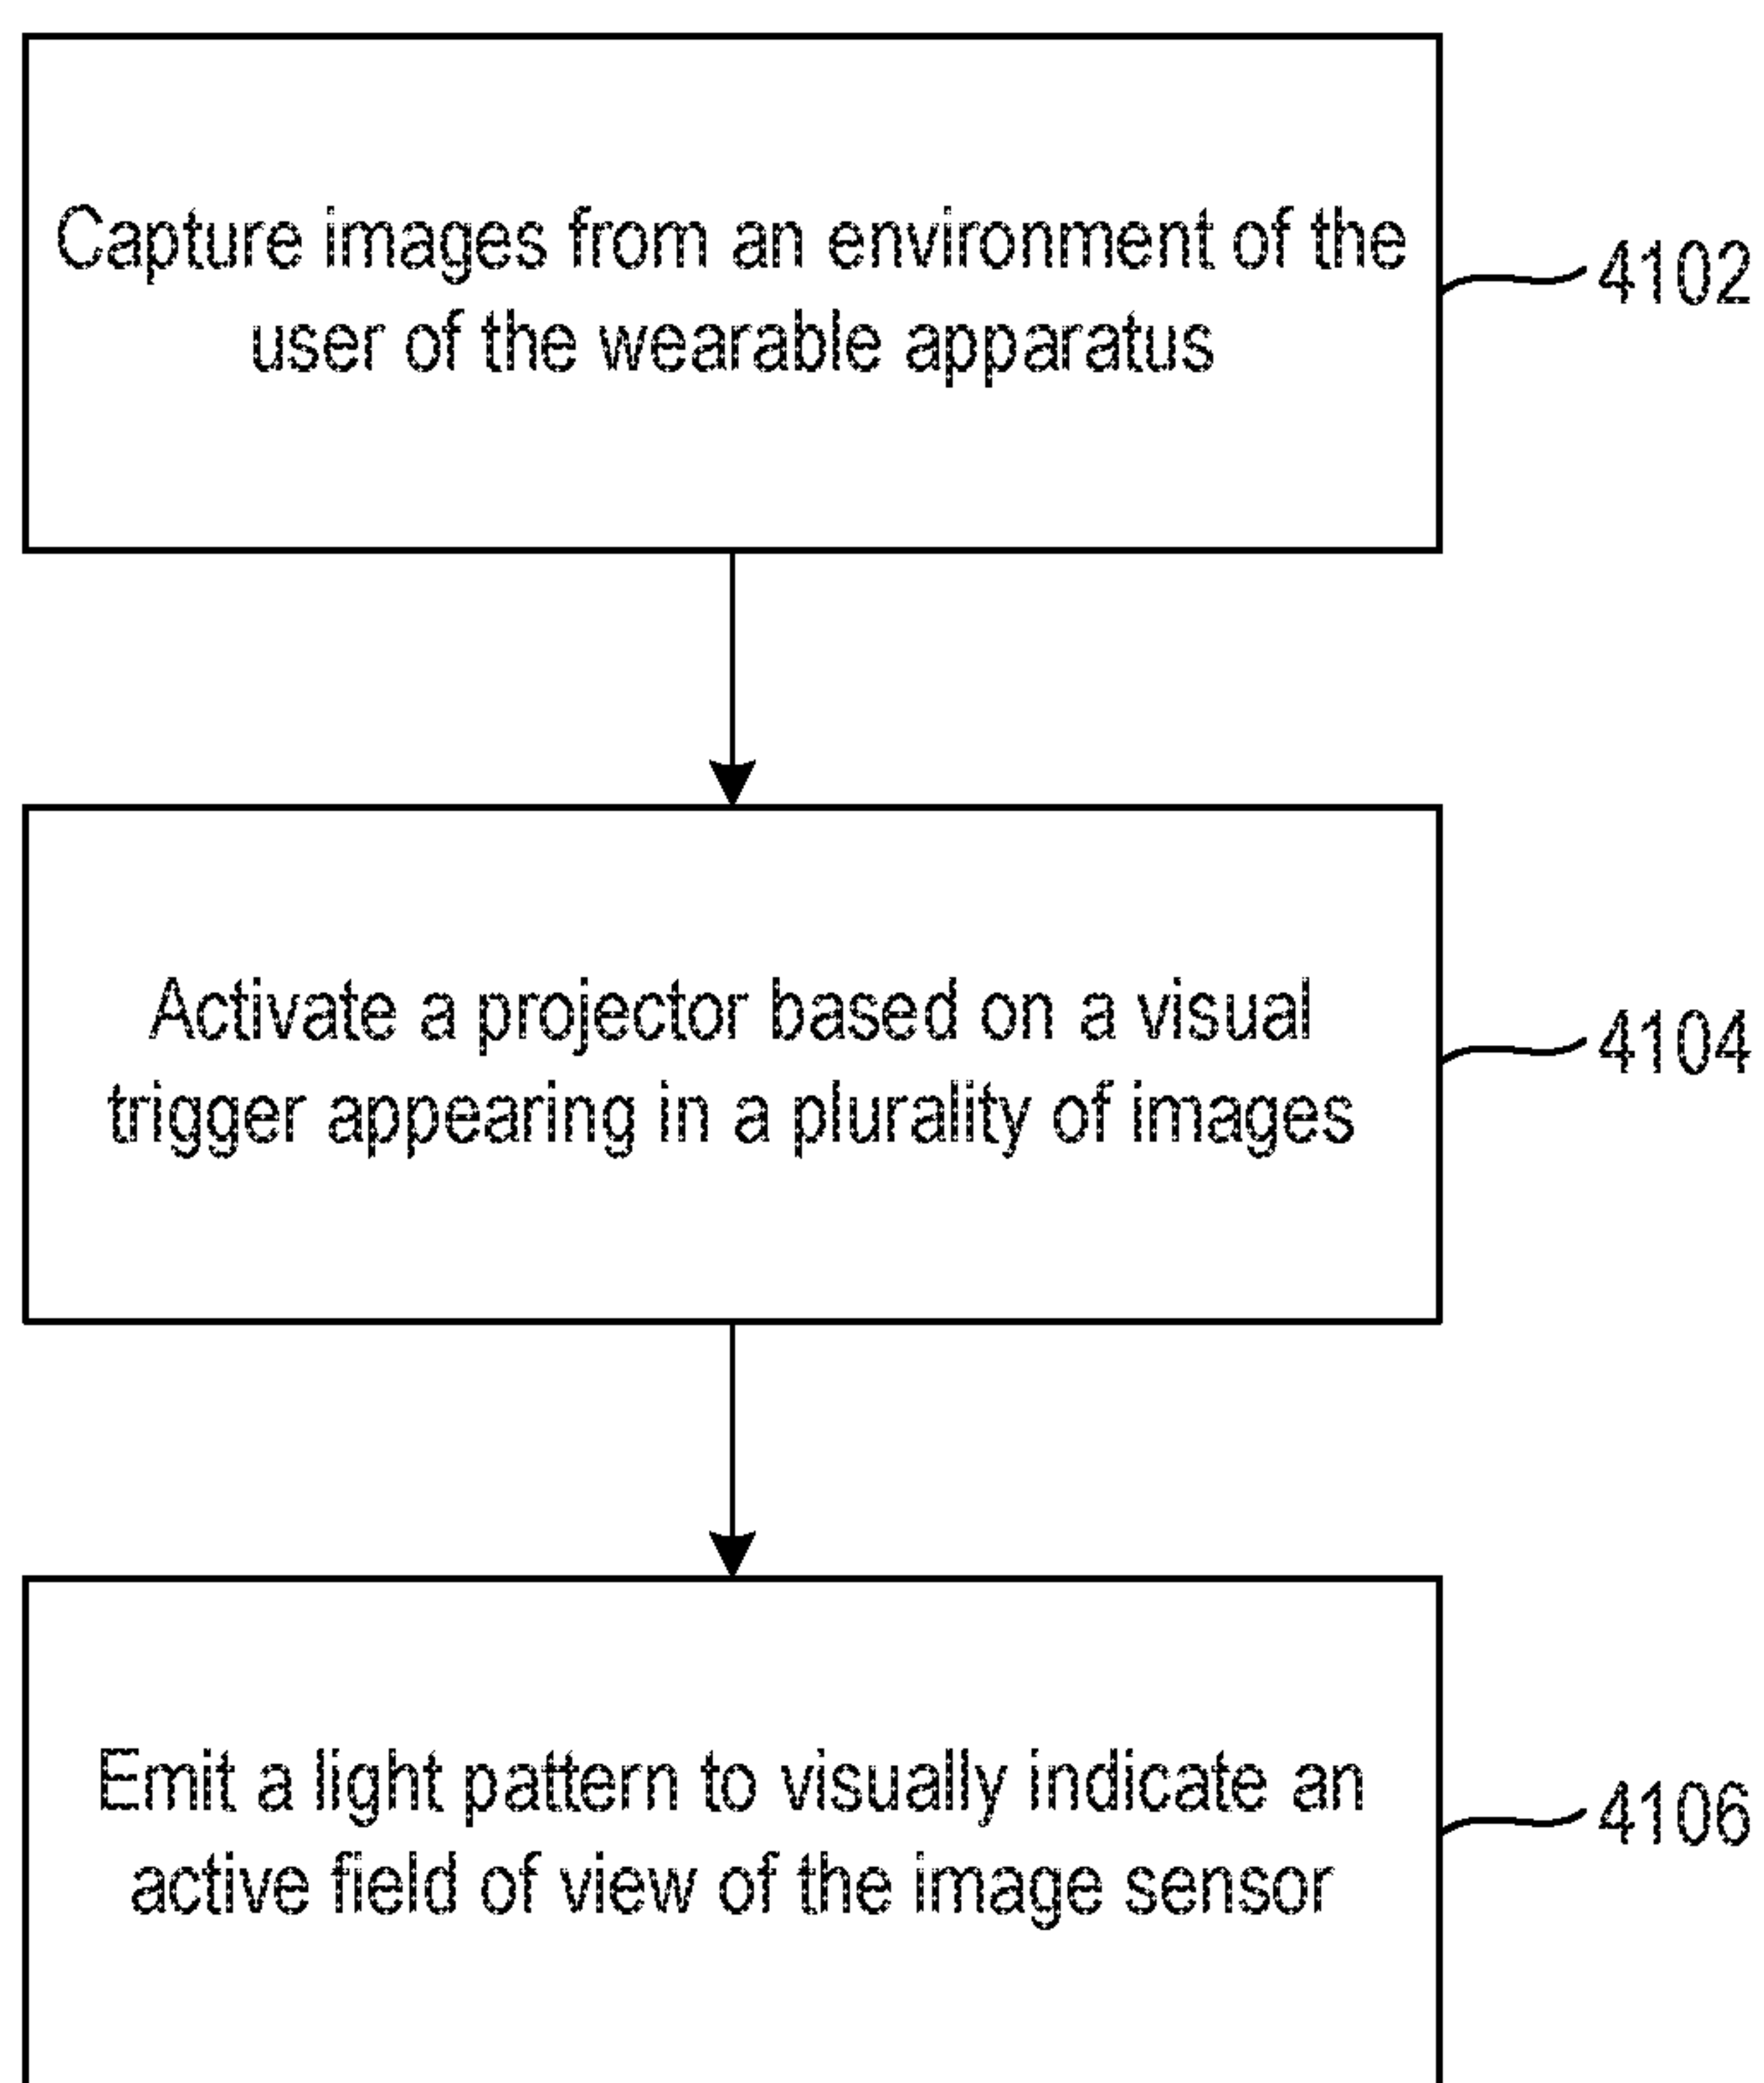 Capture images from an environment of the
user of the wearable apparatus
4102
Activate a projector based on a visual
trigger appearing in a plurality of images
4104
Emit a light pattern to visually indicate an
active field of view of the image sensor
4106